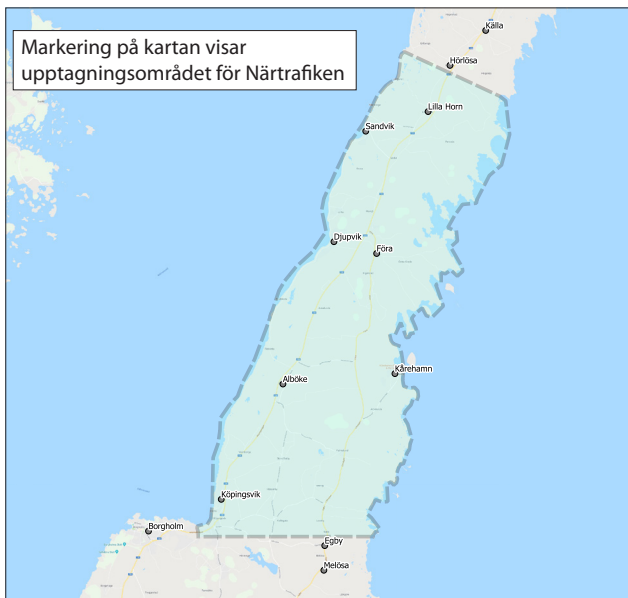 Markering på kartan visar
upptagningsområdet för Närtrafiken
Källa
Hörlösa
Lilla Horn
Sandvik
Djupvik
Föra
Kårehamn
Alböke
Köpingsvik
Borgholm
Egby
Melösa